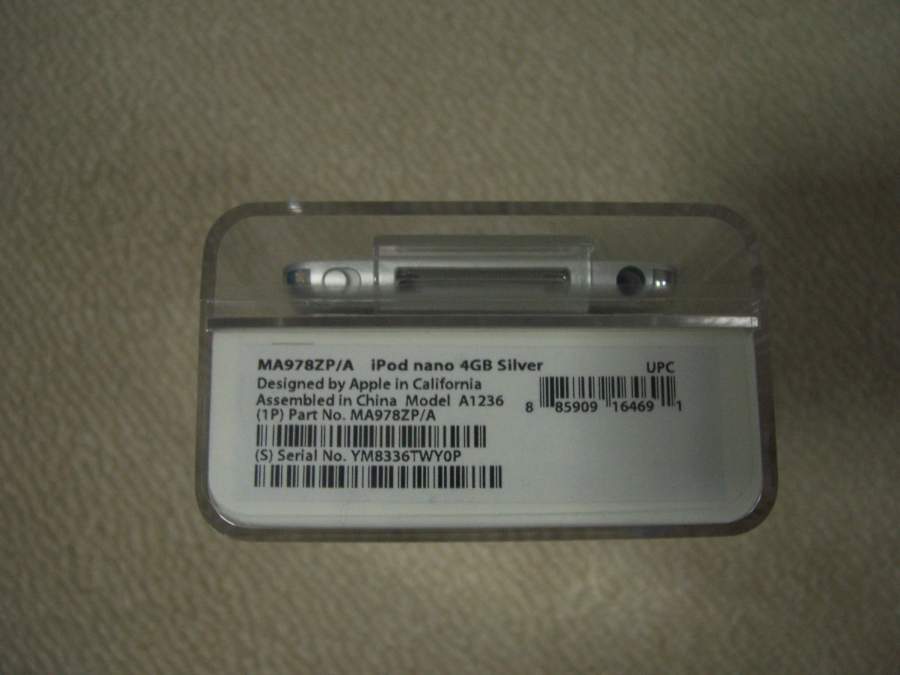 MA978ZP/A iPod nano 4GB Silver
Designed by Apple in California
Assembled in China Model A1236
(1P) Part No. MA978ZP/A
(S) Serial No. YM8336TWY0P
UPC
8 85909 16469 1